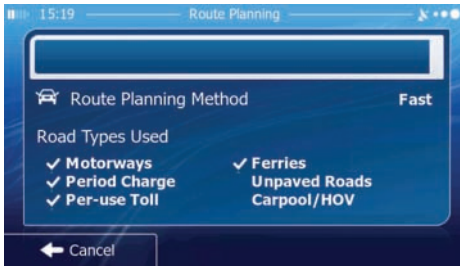 15:19 Route Planning
Route Planning Method Fast
Road Types Used
Motorways Ferries
Period Charge Unpaved Roads
Per-use Toll Carpool/HOV
Cancel